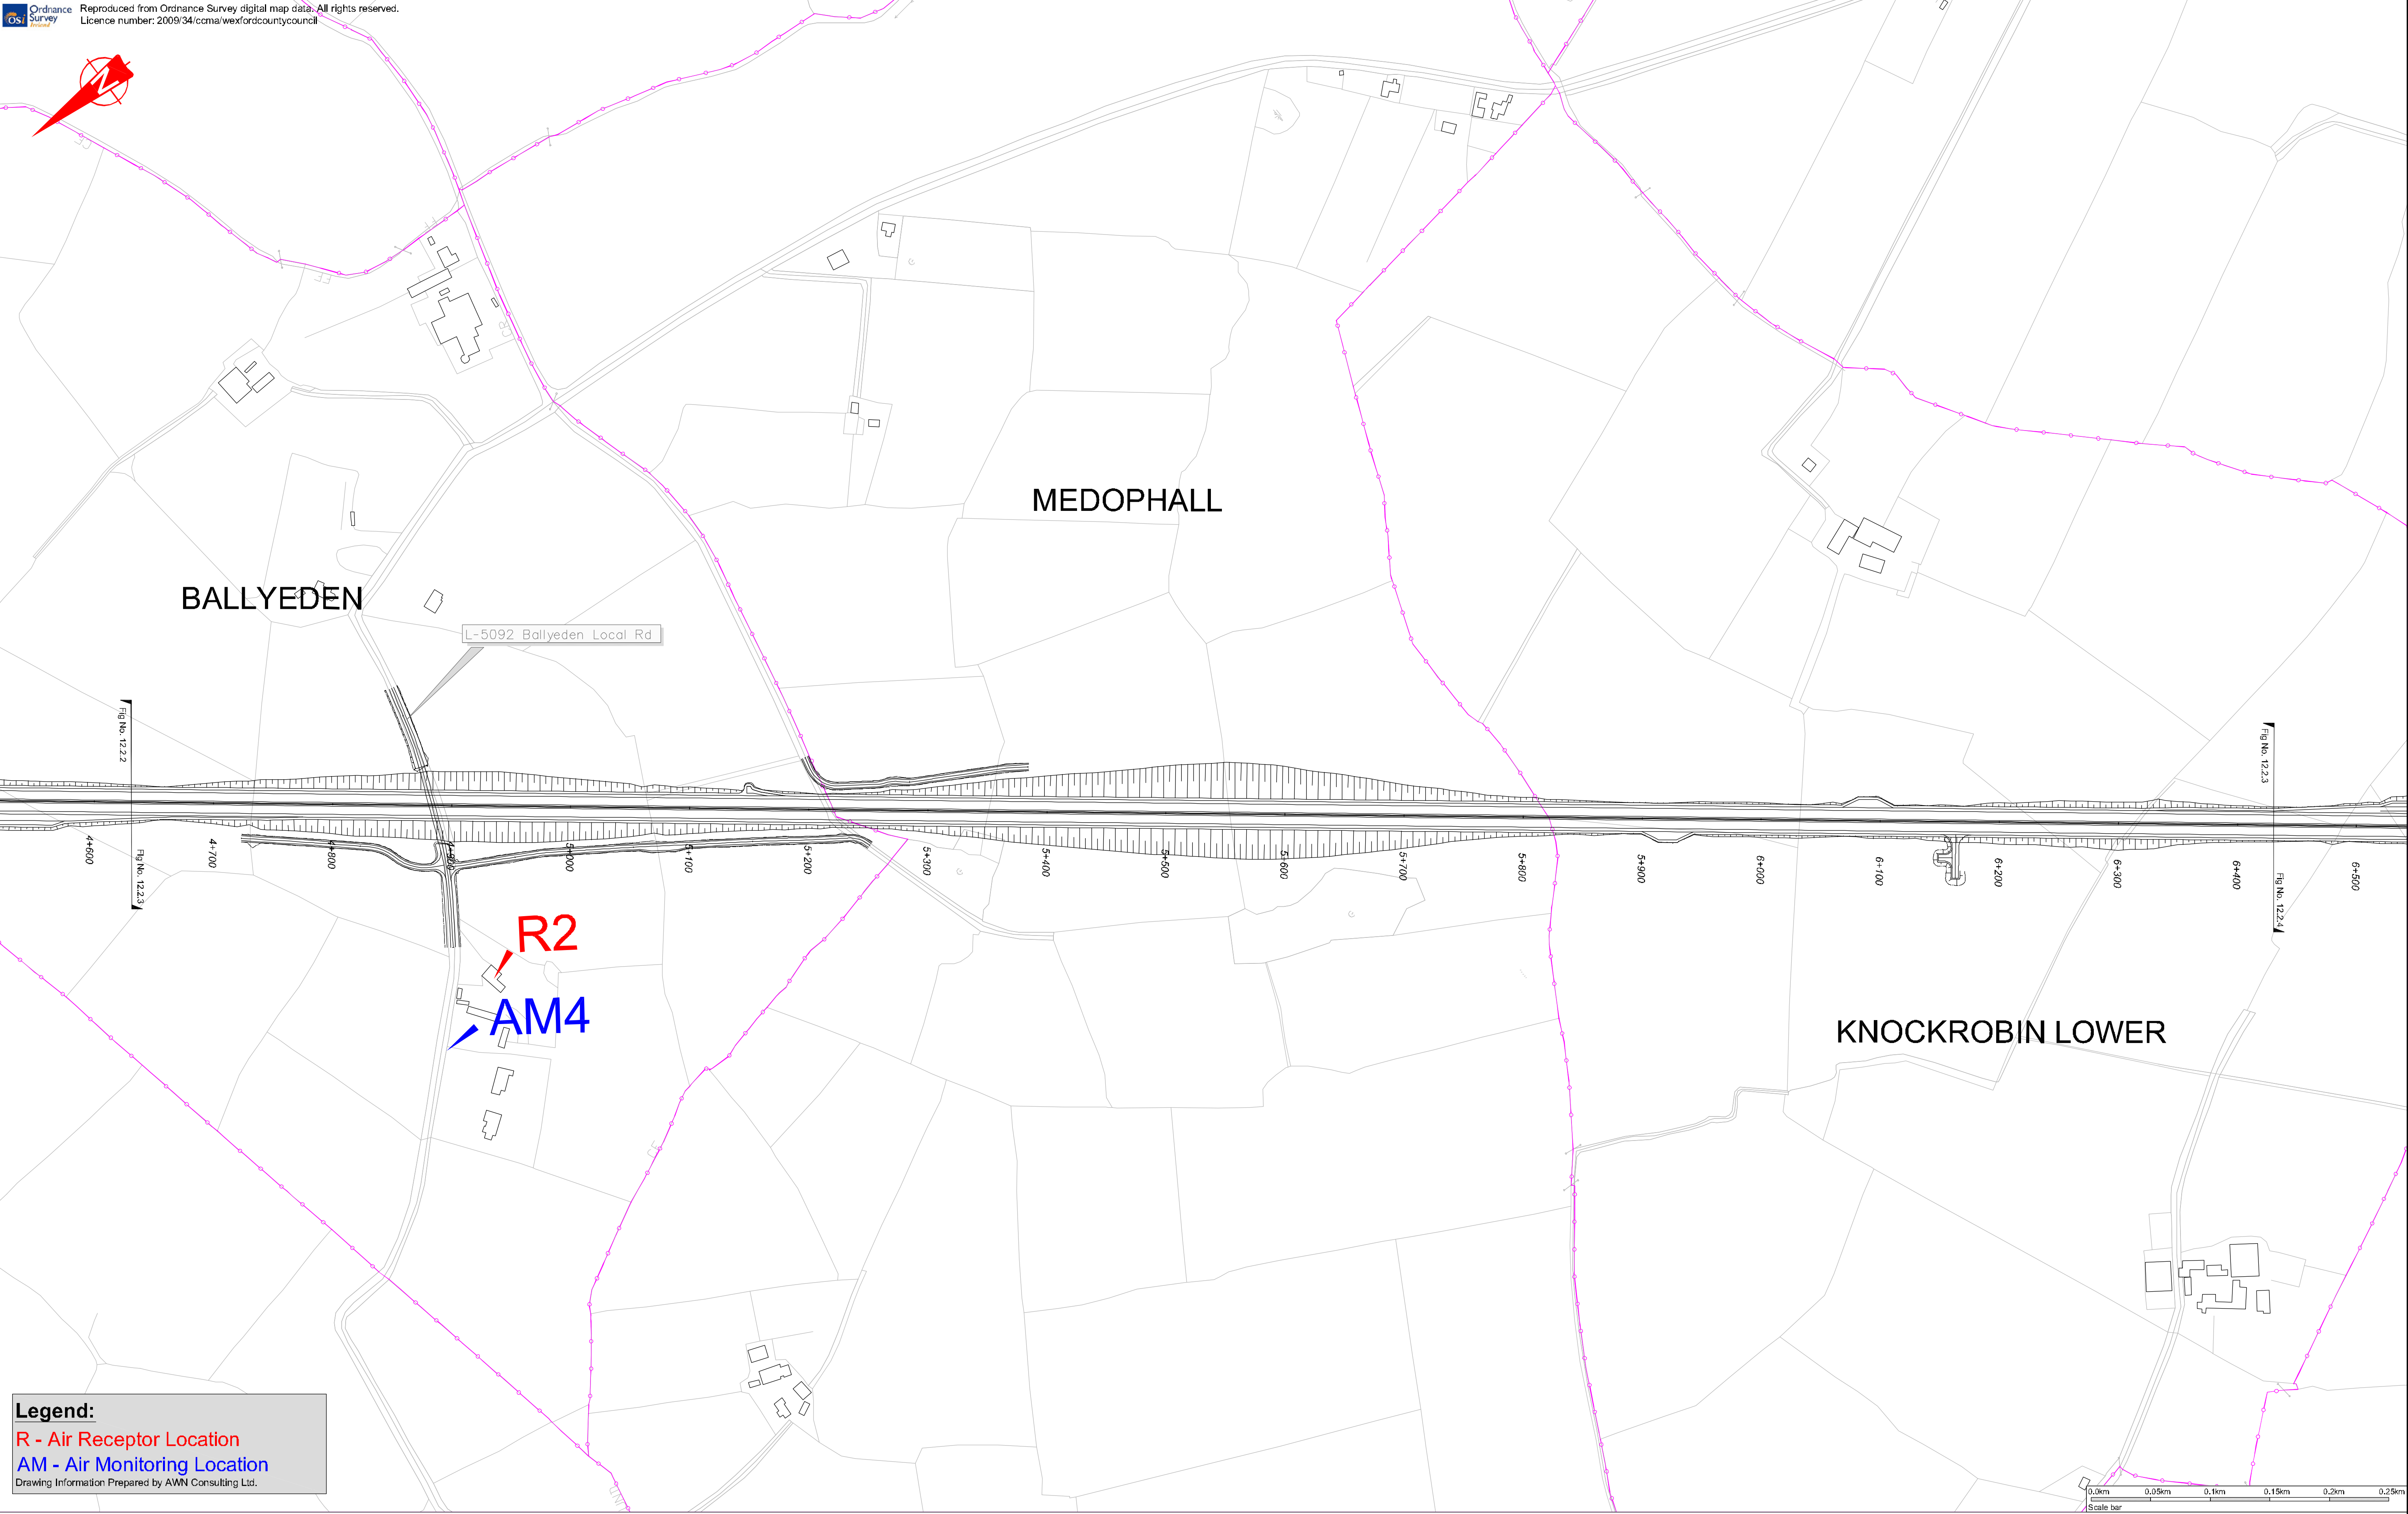 Ordnance
Survey
Ireland
osi
Reproduced from Ordnance Survey digital map data. All rights reserved.
Licence number: 2009/34/ccma/wexfordcountycouncil
N
MEDOPHALL
BALLYEDEN
L-5092 Ballyeden Local Rd
Fig No. 12.2.2
Fig No. 12.2.3
Fig No. 12.2.3
Fig No. 12.2.4
4+600
4+700
4+800
4+900
5+000
5+100
5+200
5+300
5+400
5+500
5+600
5+700
5+800
5+900
6+000
6+100
6+200
6+300
6+400
6+500
R2
AM4
KNOCKROBIN LOWER
Legend:
R - Air Receptor Location
AM - Air Monitoring Location
Drawing Information Prepared by AWN Consulting Ltd.
0.0km 0.05km 0.1km 0.15km 0.2km 0.25km
Scale bar